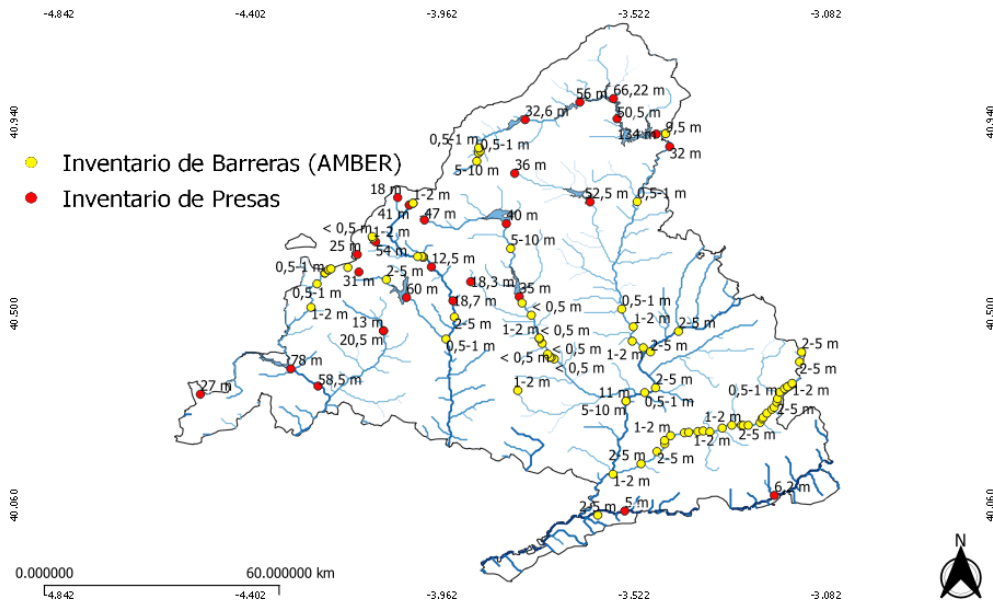 -4.842 -4.402 -3.962 -3.522 -3.082
56 m
66,22 m
32,6 m
50,5 m
40.940
134 m
9,5 m
40.940
0,5-1 m
0,5-1 m
32 m
Inventario de Barreras (AMBER)
5-10 m
36 m
Inventario de Presas
18 m
1-2 m
52,5 m
0,5-1 m
41 m
47 m
40 m
< 0,5 m
1-2 m
25 m
54 m
5-10 m
0,5-1 m
12,5 m
31 m
2-5 m
18,3 m
0,5-1 m
60 m
18,7 m
35 m
40.500
1-2 m
< 0,5 m
0,5-1 m
40.500
13 m
2-5 m
1-2 m
< 0,5 m
1-2 m
2-5 m
20,5 m
0,5-1 m
< 0,5 m
< 0,5 m
1-2 m
2-5 m
2-5 m
78 m
2-5 m
27 m
58,5 m
1-2 m
11 m
2-5 m
0,5-1 m
1-2 m
5-10 m
0,5-1 m
2-5 m
1-2 m
1-2 m
1-2 m
2-5 m
2-5 m
2-5 m
1-2 m
6,2 m
40.060
2-5 m
5 m
40.060
N
0.000000 60.000000 km
-4.842 -4.402 -3.962 -3.522 -3.082